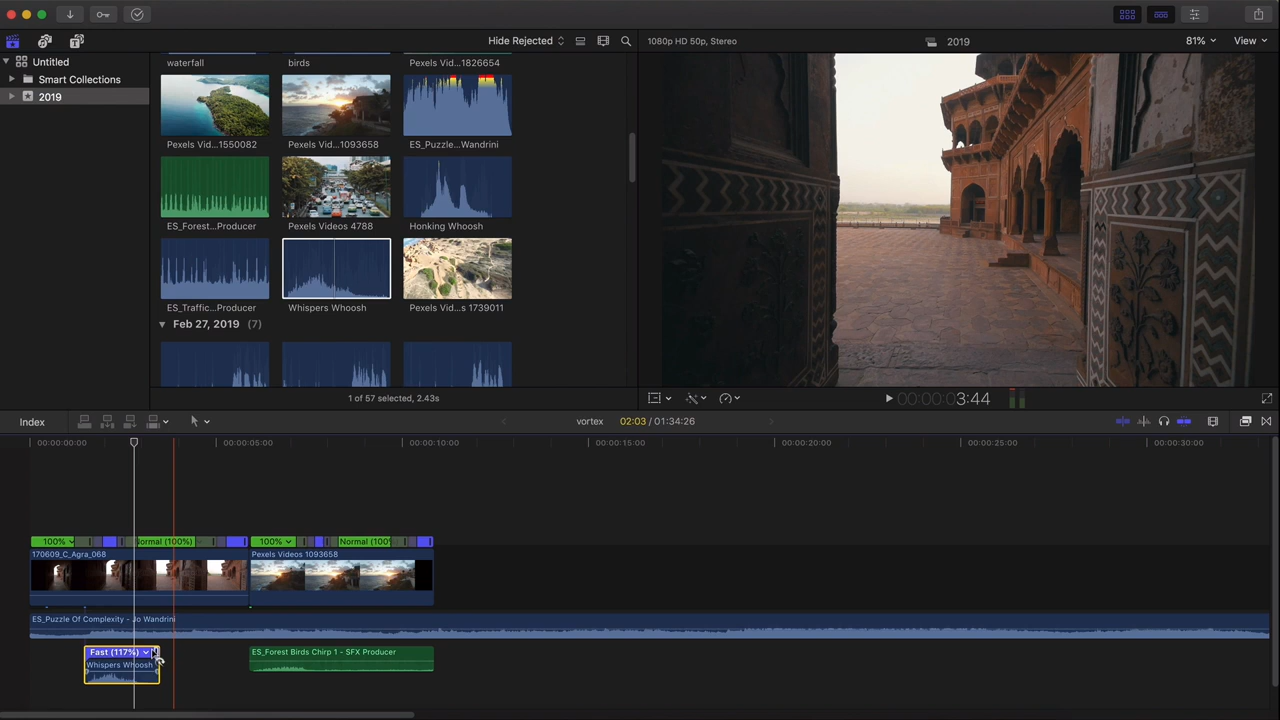 Hide Rejected
1080p HD 50p, Stereo
2019
81%
View
Untitled
Smart Collections
2019
waterfall
birds
Pexels Vid...1826654
Pexels Vid...1550082
Pexels Vid...1093658
ES_Puzzle...Wandrini
ES_Forest...Producer
Pexels Videos 4788
Honking Whoosh
ES_Traffic...Producer
Whispers Whoosh
Pexels Vid...s 1739011
Feb 27, 2019 (7)
1 of 57 selected, 2.43s
00:00:00:03:44
Index
vortex
02:03 / 01:34:26
00:00:00:00
00:00:05:00
00:00:10:00
00:00:15:00
00:00:20:00
00:00:25:00
00:00:30:00
100%
Normal (100%)
100%
Normal (100%
170609_C_Agra_068
Pexels Videos 1093658
ES_Puzzle Of Complexity - Jo Wandrini
Fast (117%)
Whispers Whoosh
ES_Forest Birds Chirp 1 - SFX Producer